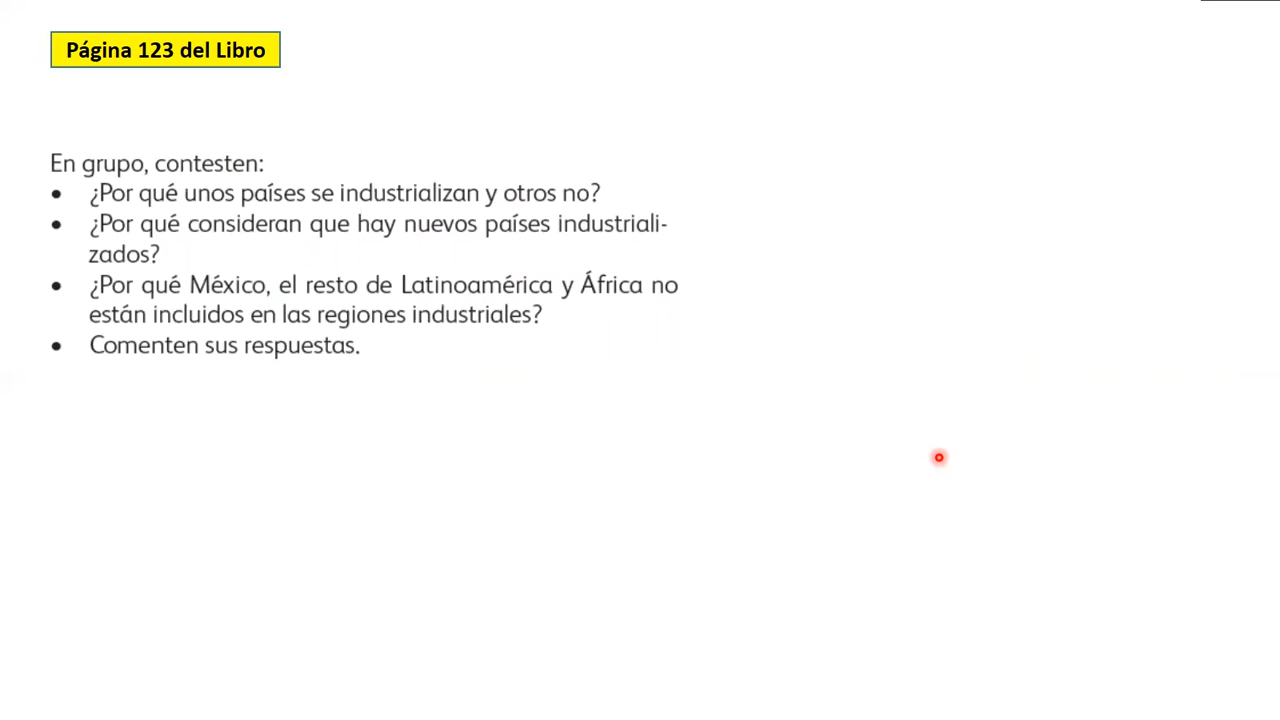 Página 123 del Libro
En grupo, contesten:
• ¿Por qué unos países se industrializan y otros no?
• ¿Por qué consideran que hay nuevos países industriali-
zados?
• ¿Por qué México, el resto de Latinoamérica y África no
están incluidos en las regiones industriales?
• Comenten sus respuestas.